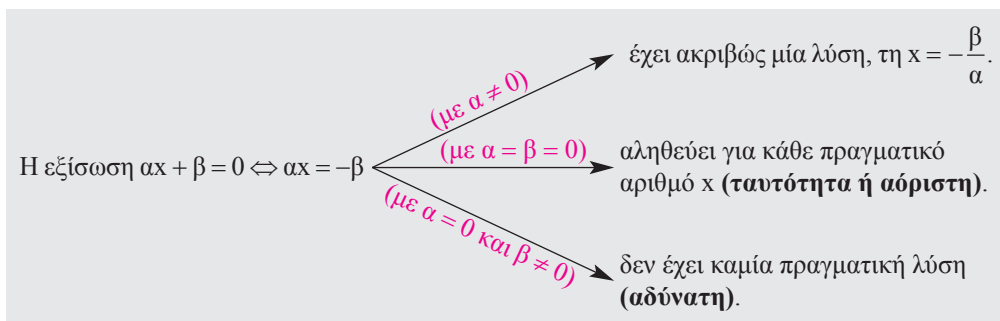 έχει ακριβώς μία λύση, τη x = −β/α.
(με α ≠ 0)
Η εξίσωση αx + β = 0 ⇔ αx = −β
(με α = β = 0)
αληθεύει για κάθε πραγματικό
αριθμό x (ταυτότητα ή αόριστη).
(με α = 0 και β ≠ 0)
δεν έχει καμία πραγματική λύση
(αδύνατη).